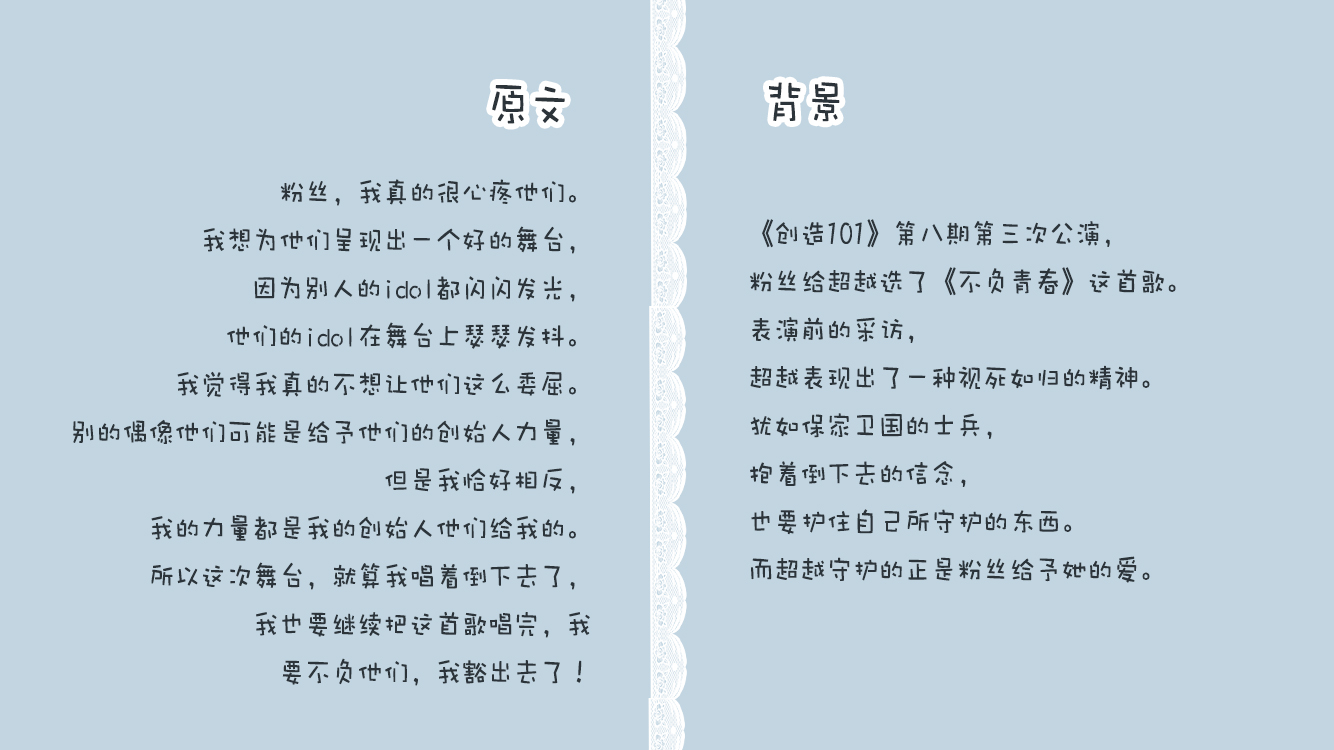 原文
粉丝，我真的很心疼他们。
我想为他们呈现出一个好的舞台，
因为别人的idol都闪闪发光，
他们的idol在舞台上瑟瑟发抖。
我觉得我真的不想让他们这么委屈。
别的偶像他们可能是给予他们的创始人力量，
但是我恰好相反，
我的力量都是我的创始人他们给我的。
所以这次舞台，就算我唱着倒下去了，
我也要继续把这首歌唱完，我
要不负他们，我豁出去了！
背景
《创造101》第八期第三次公演，
粉丝给超越选了《不负青春》这首歌。
表演前的采访，
超越表现出了一种视死如归的精神。
犹如保家卫国的士兵，
抱着倒下去的信念，
也要护住自己所守护的东西。
而超越守护的正是粉丝给予她的爱。